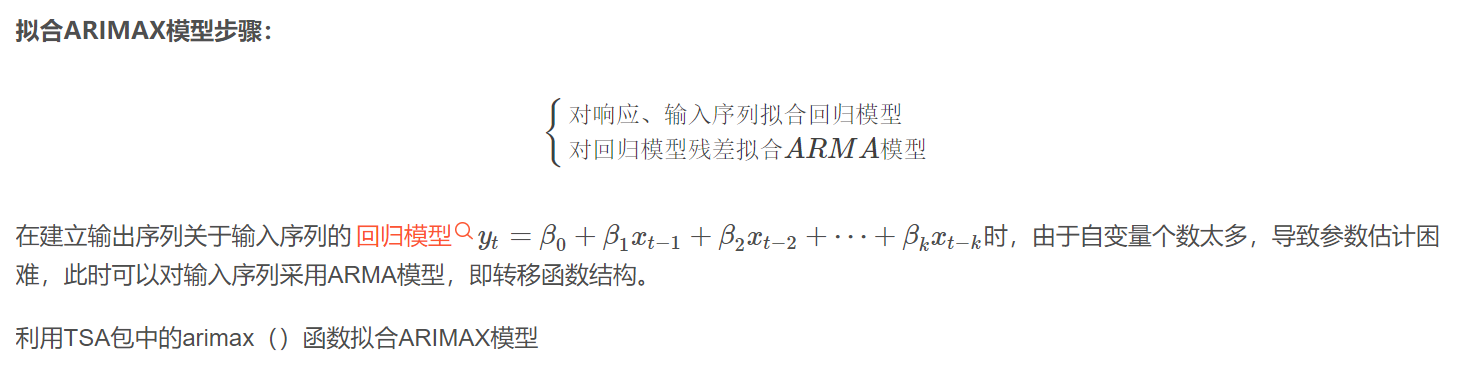 拟合ARIMAX模型步骤：
对响应、输入序列拟合回归模型
对回归模型残差拟合ARMA模型
在建立输出序列关于输入序列的 回归模型 y_t = β_0 + β_1x_{t−1} + β_2x_{t−2} + ⋯ + β_kx_{t−k}时，由于自变量个数太多，导致参数估计困
难，此时可以对输入序列采用ARMA模型，即转移函数结构。
利用TSA包中的arimax（）函数拟合ARIMAX模型